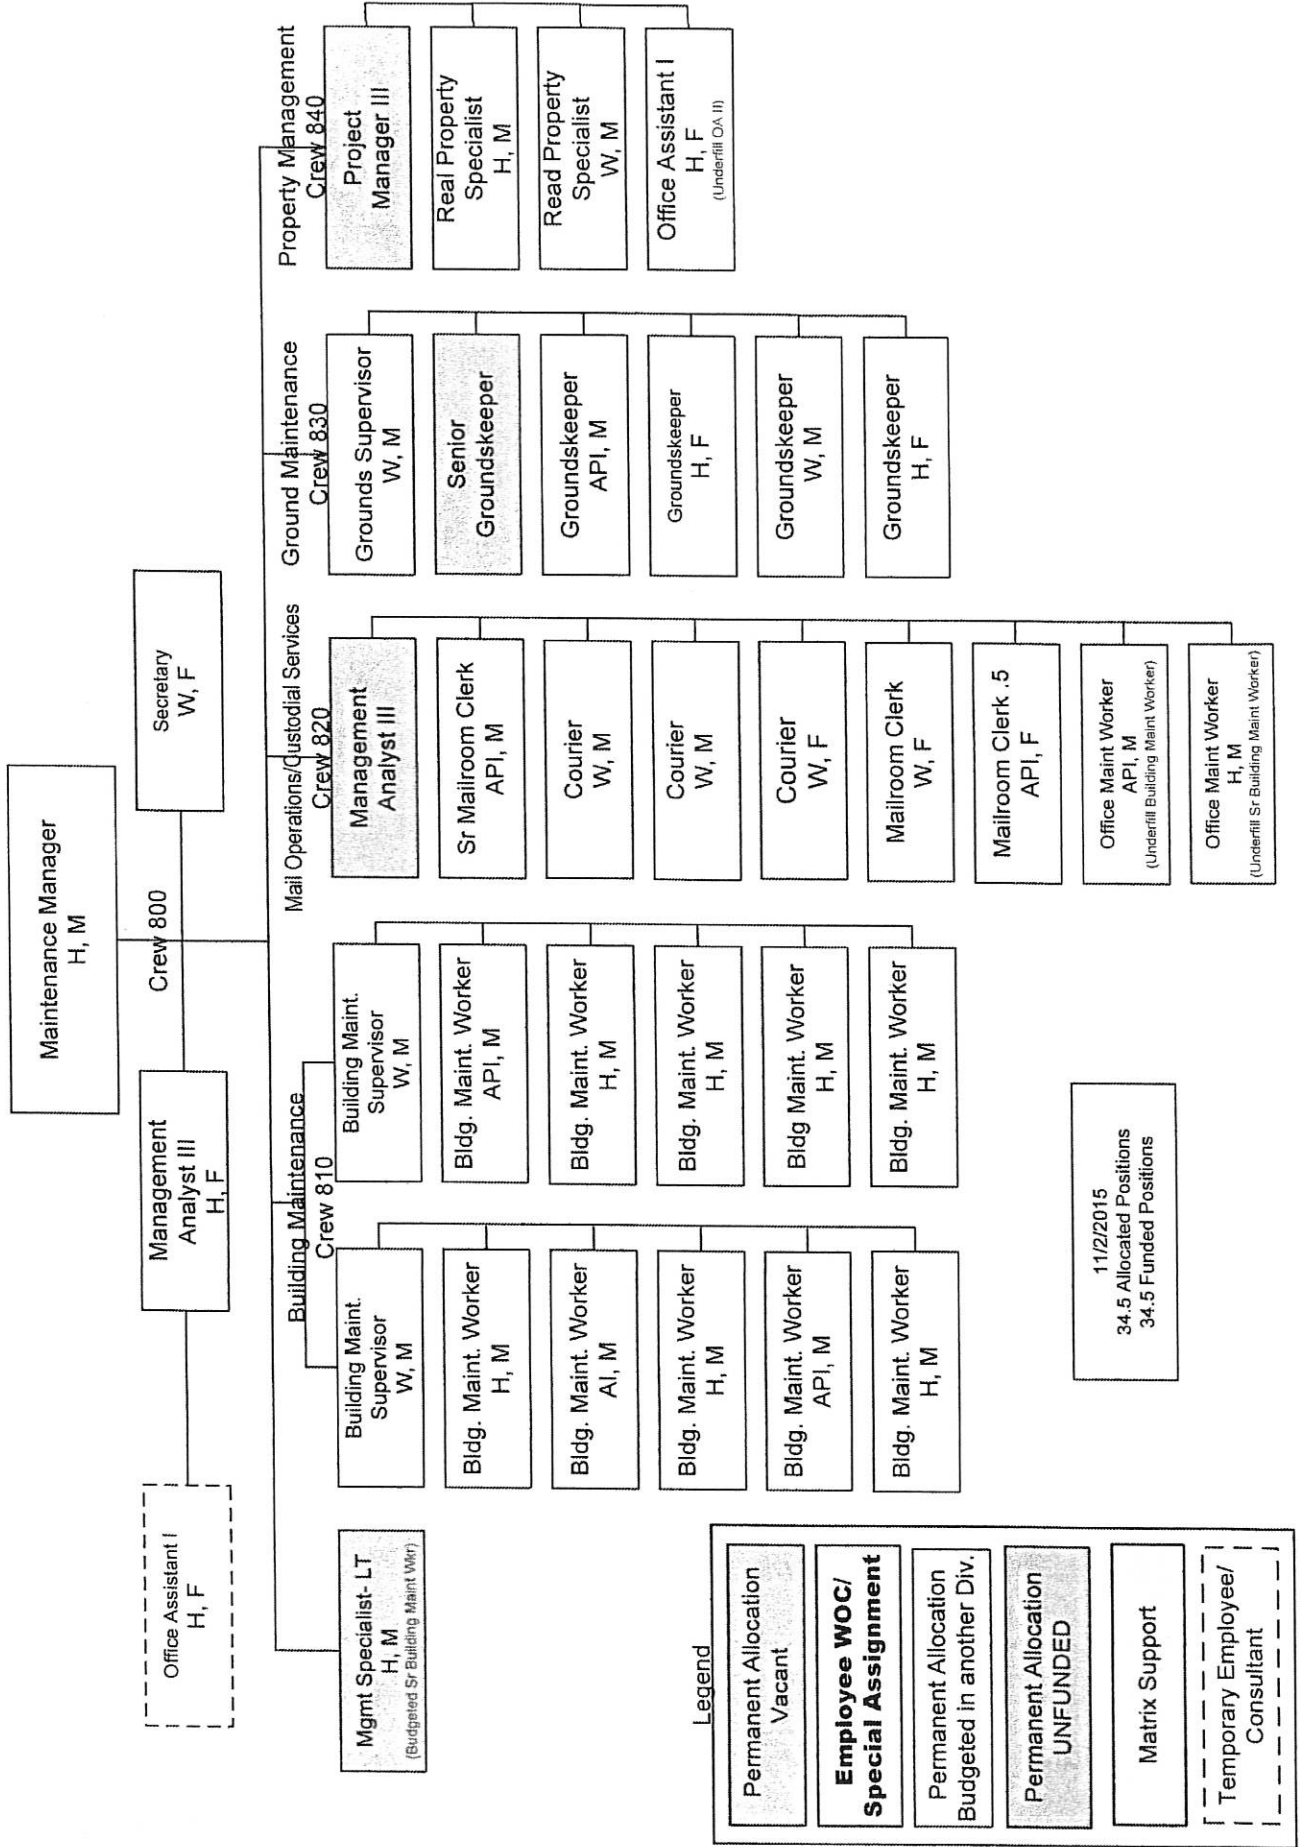 Maintenance Manager
H, M
Crew 800
Secretary
W, F
Management
Analyst III
H, F
Office Assistant I
H, F
Mgmt Specialist- LT
H, M
(Budgeted Sr Building Maint Wkr)
Building Maintenance
Crew 810
Building Maint.
Supervisor
W, M
Bldg. Maint. Worker
H, M
Bldg. Maint. Worker
AI, M
Bldg. Maint. Worker
H, M
Bldg. Maint. Worker
API, M
Bldg. Maint. Worker
H, M
Building Maint.
Supervisor
W, M
Bldg. Maint. Worker
API, M
Bldg. Maint. Worker
H, M
Bldg. Maint. Worker
H, M
Bldg Maint. Worker
H, M
Bldg. Maint. Worker
H, M
Mail Operations/Custodial Services
Crew 820
Management
Analyst III
Sr Mailroom Clerk
API, M
Courier
W, M
Courier
W, M
Courier
W, F
Mailroom Clerk
W, F
Mailroom Clerk .5
API, F
Office Maint Worker
API, M
(Underfill Building Maint Worker)
Office Maint Worker
H, M
(Underfill Sr Building Maint Worker)
Ground Maintenance
Crew 830
Grounds Supervisor
W, M
Senior
Groundskeeper
Groundskeeper
API, M
Groundskeeper
H, F
Groundskeeper
W, M
Groundskeeper
H, F
Property Management
Crew 840
Project
Manager III
Real Property
Specialist
H, M
Read Property
Specialist
W, M
Office Assistant I
H, F
(Underfill OA II)
11/2/2015
34.5 Allocated Positions
34.5 Funded Positions
Legend
Permanent Allocation
Vacant
Employee WOC/
Special Assignment
Permanent Allocation
Budgeted in another Div.
Permanent Allocation
UNFUNDED
Matrix Support
Temporary Employee/
Consultant